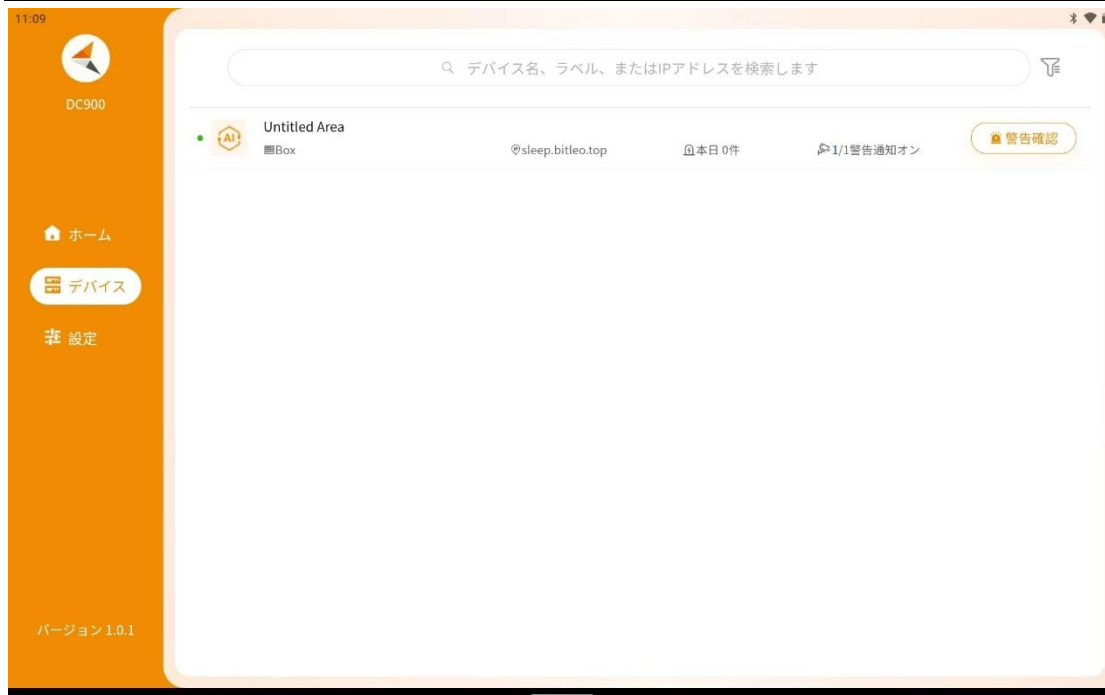 11:09
DC900
ホーム
デバイス
設定
バージョン 1.0.1
デバイス名、ラベル、またはIPアドレスを検索します
AI
Untitled Area
Box
sleep.bitleo.top
本日 0件
1/1警告通知オン
警告確認